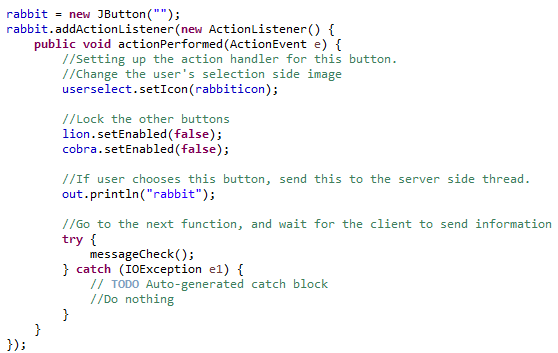 rabbit = new JButton("");
rabbit.addActionListener(new ActionListener() {
    public void actionPerformed(ActionEvent e) {
        //Setting up the action handler for this button.
        //Change the user's selection side image
        userselect.setIcon(rabbiticon);

        //Lock the other buttons
        lion.setEnabled(false);
        cobra.setEnabled(false);

        //If user chooses this button, send this to the server side thread.
        out.println("rabbit");

        //Go to the next function, and wait for the client to send information
        try {
            messageCheck();
        } catch (IOException e1) {
            // TODO Auto-generated catch block
            //Do nothing
        }
    }
});